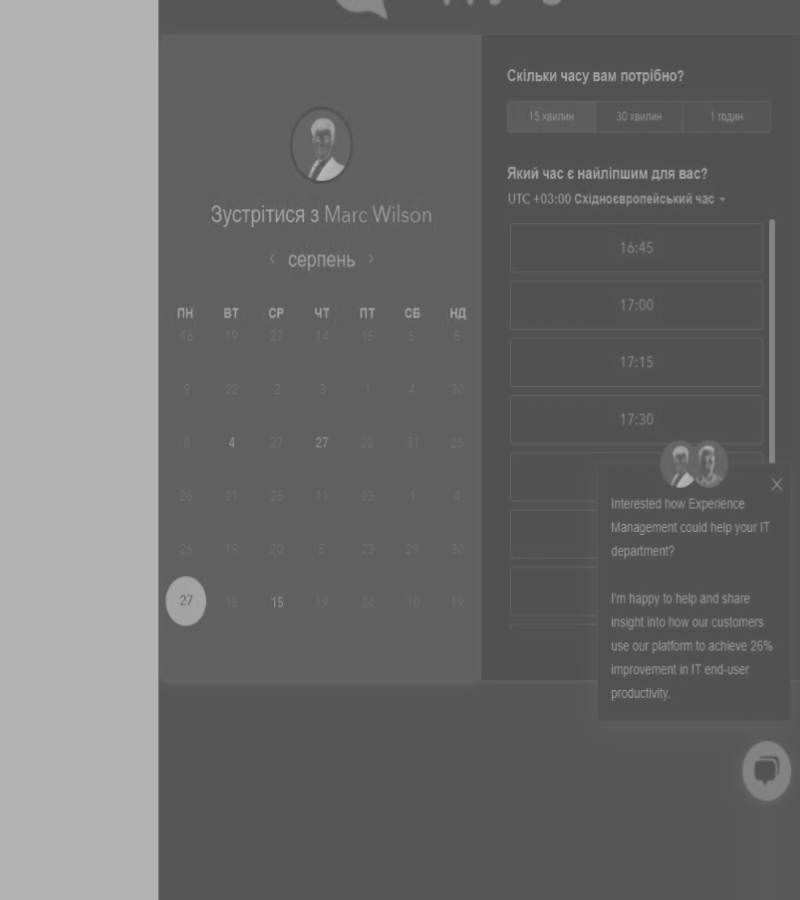 Скільки часу вам потрібно?
15 хвилин 30 хвилин 1 годин
Зустрітися з Marc Wilson
‹ серпень ›
ПН ВТ СР ЧТ ПТ СБ НД
16 19 27 14 15 5 5
9 22 2 3 1 4 30
8 4 27 27 22 31 26
28 21 25 11 23 1 4
26 19 20 5 23 29 30
27 18 15 19 24 10 19
Який час є найліпшим для вас?
UTC +03:00 Східноєвропейський час
16:45
17:00
17:15
17:30
Interested how Experience
Management could help your IT
department?
I'm happy to help and share
insight into how our customers
use our platform to achieve 26%
improvement in IT end-user
productivity.